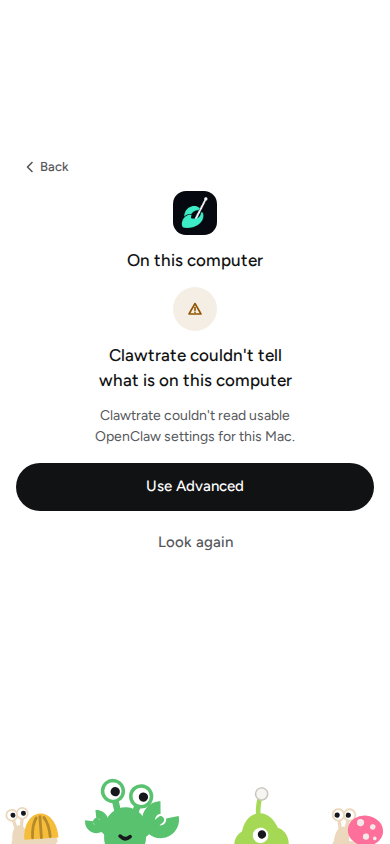 Back
On this computer
Clawtrate couldn't tell
what is on this computer
Clawtrate couldn't read usable
OpenClaw settings for this Mac.
Use Advanced
Look again